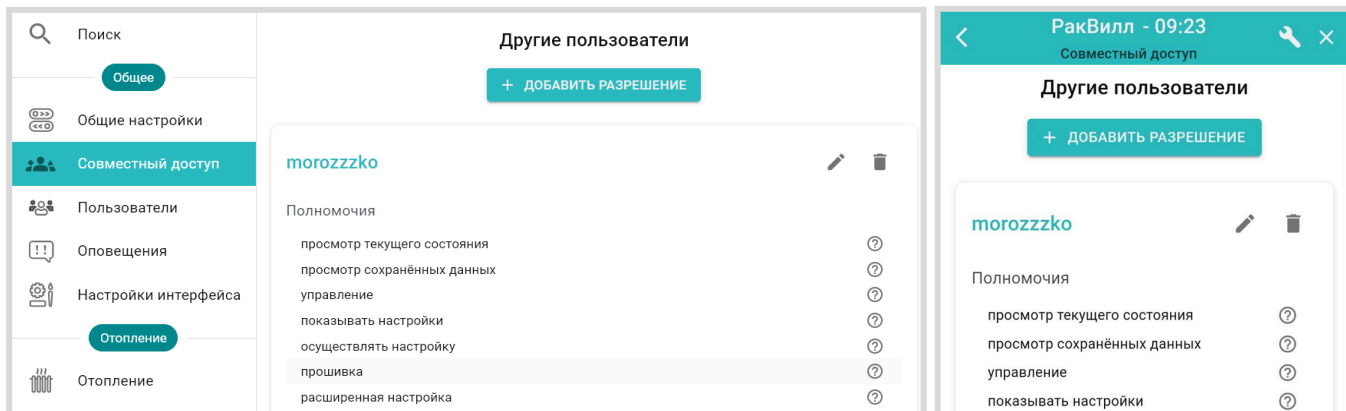 Поиск
Общее
Общие настройки
Совместный доступ
Пользователи
Оповещения
Настройки интерфейса
Отопление
Отопление
Другие пользователи
+ ДОБАВИТЬ РАЗРЕШЕНИЕ
morozzzko
Полномочия
просмотр текущего состояния
просмотр сохранённых данных
управление
показывать настройки
осуществлять настройку
прошивка
расширенная настройка
РакВилл - 09:23
Совместный доступ
Другие пользователи
+ ДОБАВИТЬ РАЗРЕШЕНИЕ
morozzzko
Полномочия
просмотр текущего состояния
просмотр сохранённых данных
управление
показывать настройки